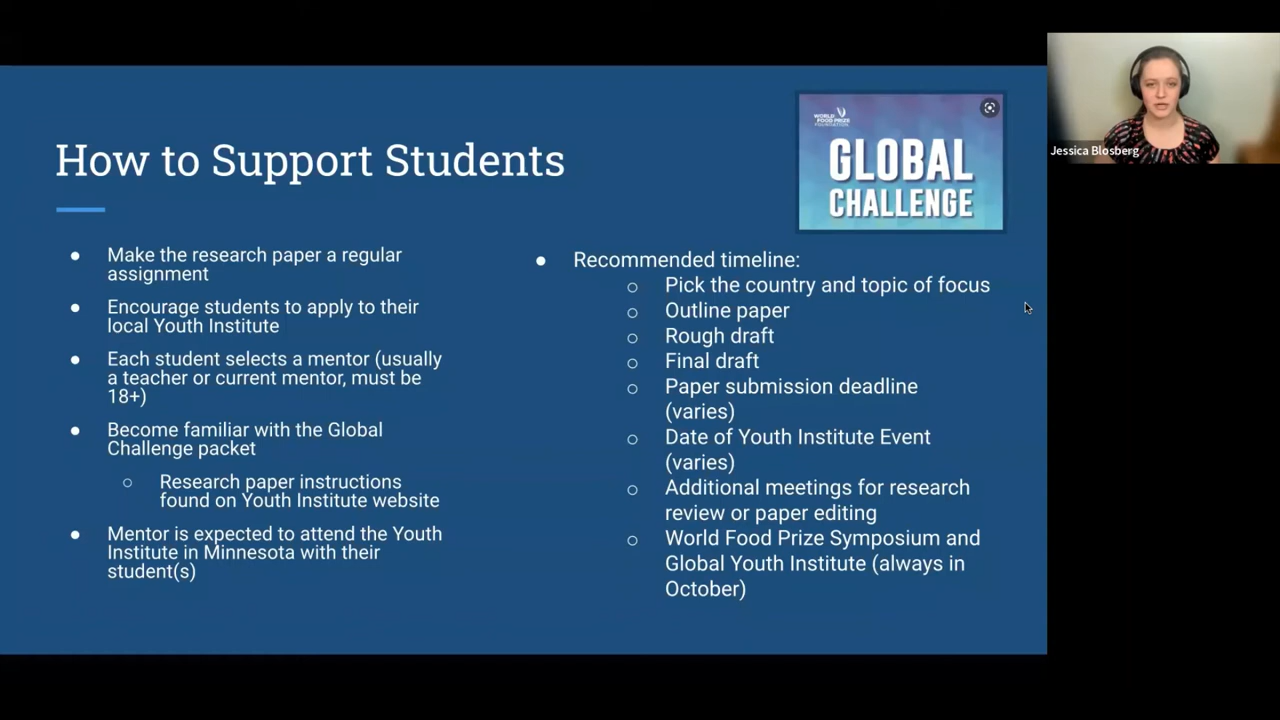 How to Support Students
WORLD
FOOD PRIZE
FOUNDATION
GLOBAL
CHALLENGE
Jessica Blosberg
● Make the research paper a regular
assignment
● Encourage students to apply to their
local Youth Institute
● Each student selects a mentor (usually
a teacher or current mentor, must be
18+)
● Become familiar with the Global
Challenge packet
○ Research paper instructions
found on Youth Institute website
● Mentor is expected to attend the Youth
Institute in Minnesota with their
student(s)
● Recommended timeline:
○ Pick the country and topic of focus
○ Outline paper
○ Rough draft
○ Final draft
○ Paper submission deadline
(varies)
○ Date of Youth Institute Event
(varies)
○ Additional meetings for research
review or paper editing
○ World Food Prize Symposium and
Global Youth Institute (always in
October)